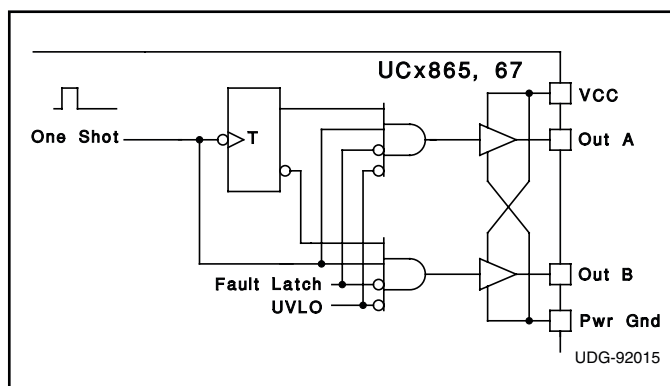 UCx865, 67
VCC
One Shot
T
Out A
Fault Latch
UVLO
Out B
Pwr Gnd
UDG-92015